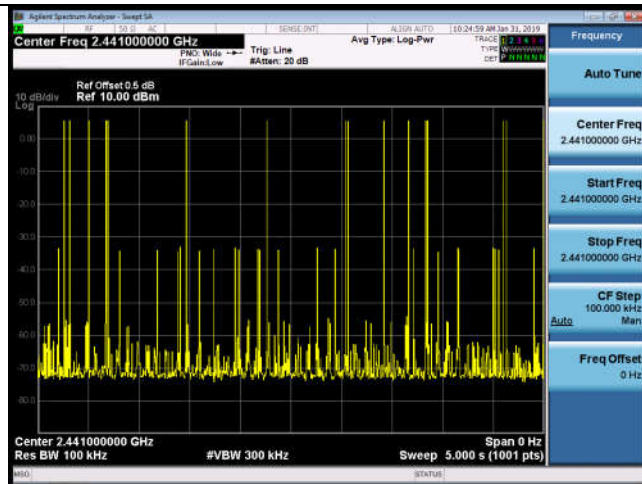 Agilent Spectrum Analyzer - Swept SA
RF 50 Ω AC SENSE:INT ALIGN AUTO 10:24:59 AM Jan 31, 2019
Center Freq 2.441000000 GHz
Avg Type: Log-Pwr
TRACE 1 2 3 4 5 6
PNO: Wide
Trig: Line
TYPE
IFGain:Low
#Atten: 20 dB
DET P N N N N N
Ref Offset 0.5 dB
10 dB/div
Ref 10.00 dBm
Log
0.00
-10.0
-20.0
-30.0
-40.0
-50.0
-60.0
-70.0
-80.0
Center 2.441000000 GHz
Span 0 Hz
Res BW 100 kHz
#VBW 300 kHz
Sweep 5.000 s (1001 pts)
MSG
STATUS
Frequency
Auto Tune
Center Freq
2.441000000 GHz
Start Freq
2.441000000 GHz
Stop Freq
2.441000000 GHz
CF Step
100.000 kHz
Auto Man
Freq Offset
0 Hz